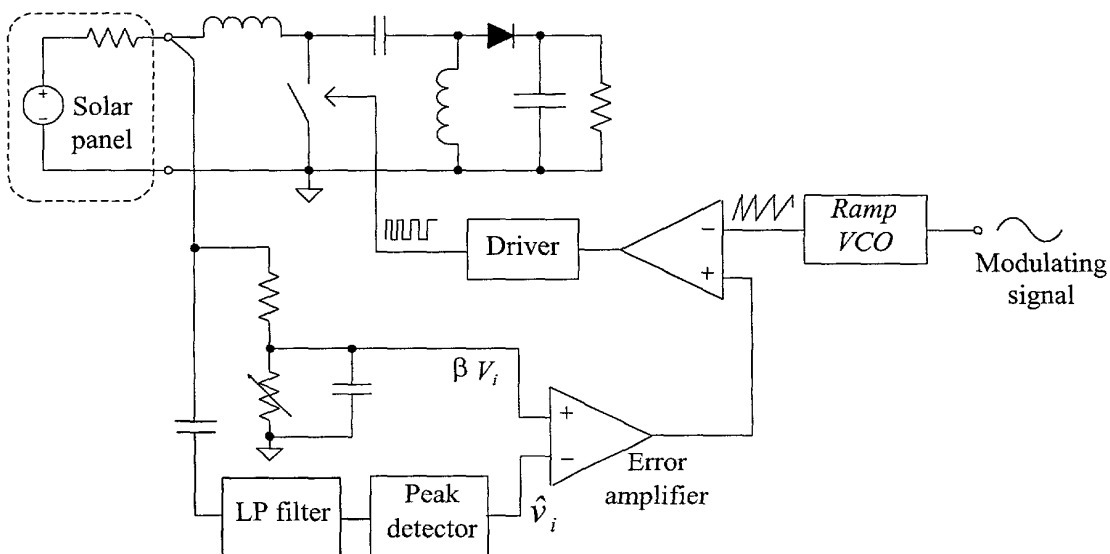 +
−
Solar
panel
Driver
−
+
Ramp
VCO
Modulating
signal
β V_i
+
−
Error
amplifier
LP filter
Peak
detector
v̂_i